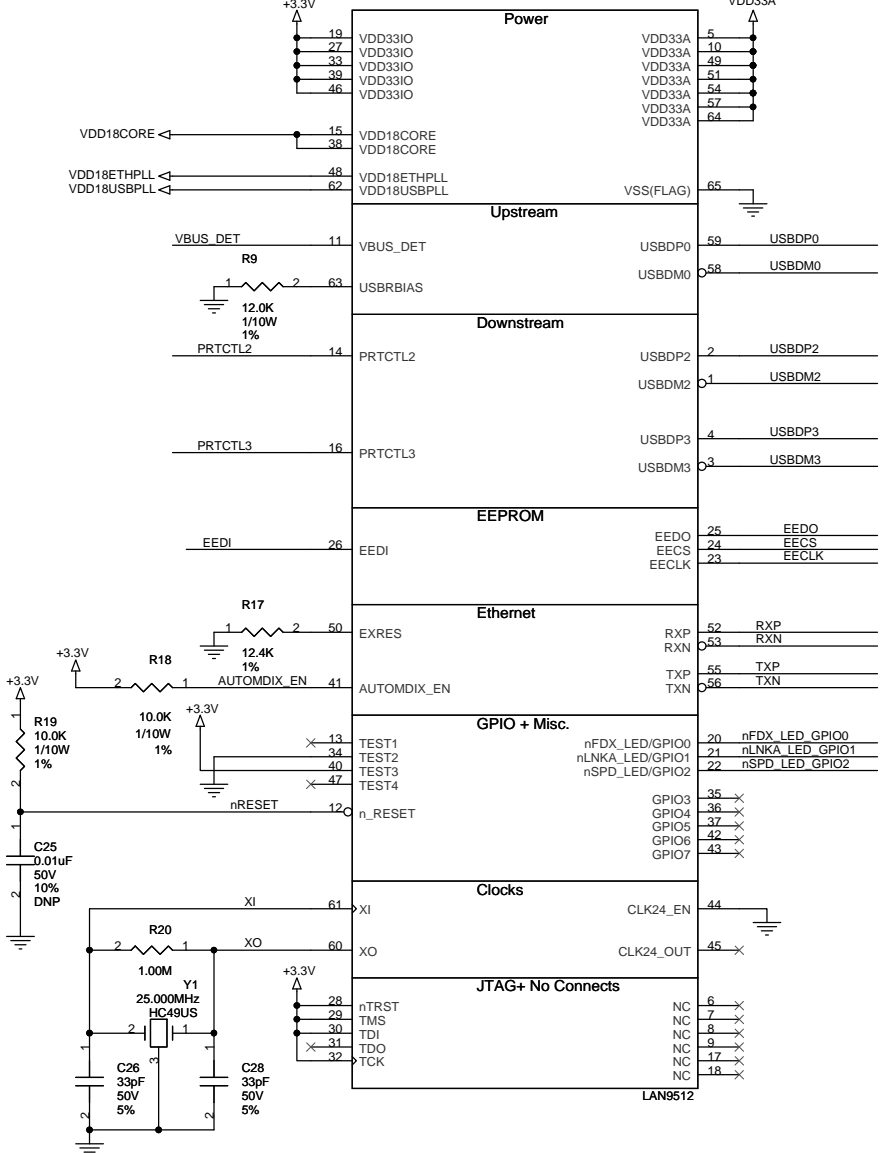 +3.3V
VDD33A
Power
19 VDD33IO VDD33A 5
27 VDD33IO VDD33A 10
33 VDD33IO VDD33A 49
39 VDD33IO VDD33A 51
46 VDD33IO VDD33A 54
VDD33A 57
VDD33A 64
VDD18CORE 15 VDD18CORE
38 VDD18CORE
VDD18ETHPLL 48 VDD18ETHPLL
VDD18USBPLL 62 VDD18USBPLL VSS(FLAG) 65
Upstream
VBUS_DET 11 VBUS_DET USBDP0 59 USBDP0
R9
USBDM0 58 USBDM0
1 2 63 USBRBIAS
12.0K
1/10W
1%
Downstream
PRTCTL2 14 PRTCTL2 USBDP2 2 USBDP2
USBDM2 1 USBDM2
USBDP3 4 USBDP3
PRTCTL3 16 PRTCTL3
USBDM3 3 USBDM3
EEPROM
EEDO 25 EEDO
EEDI 26 EEDI EECS 24 EECS
EECLK 23 EECLK
R17
Ethernet
1 2 50 EXRES RXP 52 RXP
RXN 53 RXN
12.4K
1%
+3.3V
R18
TXP 55 TXP
2 1 AUTOMDIX_EN 41 AUTOMDIX_EN TXN 56 TXN
+3.3V
1
R19
10.0K
1/10W
1%
2
10.0K
1/10W
1%
+3.3V
GPIO + Misc.
13 TEST1 nFDX_LED/GPIO0 20 nFDX_LED_GPIO0
34 TEST2 nLNKA_LED/GPIO1 21 nLNKA_LED_GPIO1
40 TEST3 nSPD_LED/GPIO2 22 nSPD_LED_GPIO2
47 TEST4
GPIO3 35
nRESET 12 n_RESET GPIO4 36
GPIO5 37
GPIO6 42
GPIO7 43
1
C25
0.01uF
50V
10%
DNP
2
Clocks
XI 61 XI CLK24_EN 44
R20
2 1 XO 60 XO CLK24_OUT 45
1.00M
+3.3V
JTAG+ No Connects
Y1
25.000MHz
HC49US
2 1
3
28 nTRST NC 6
29 TMS NC 7
30 TDI NC 8
31 TDO NC 9
32 TCK NC 17
NC 18
1
C26
33pF
50V
5%
2
1
C28
33pF
50V
5%
2
LAN9512